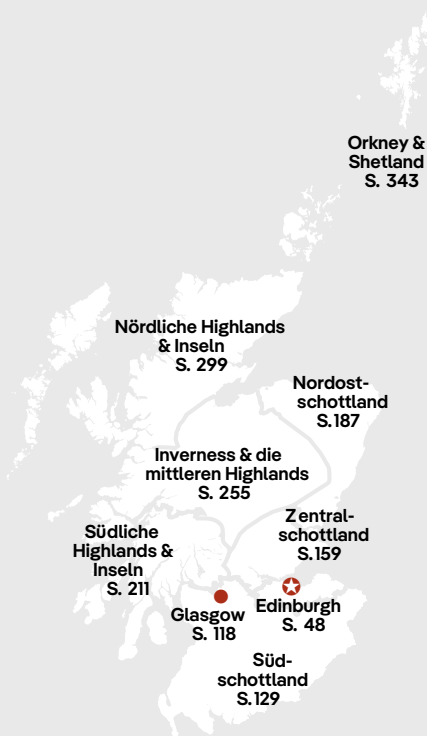 Orkney &
Shetland
S. 343
Nördliche Highlands
& Inseln
S. 299
Nordost-
schottland
S.187
Inverness & die
mittleren Highlands
S. 255
Zentral-
schottland
S.159
Südliche
Highlands &
Inseln
S. 211
Edinburgh
S. 48
Glasgow
S. 118
Süd-
schottland
S.129